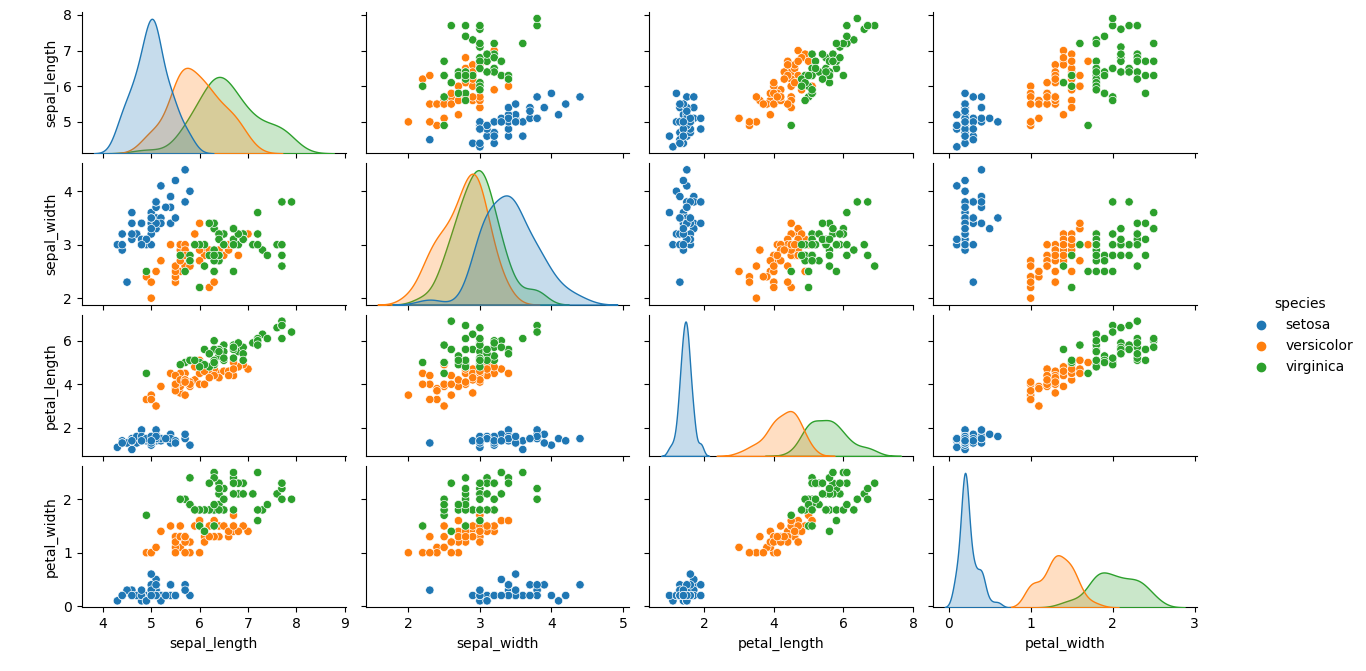 8
7
6
5
sepal_length
4
3
2
sepal_width
6
4
2
petal_length
2
1
0
petal_width
4 5 6 7 8 9
sepal_length
2 3 4 5
sepal_width
2 4 6 8
petal_length
0 1 2 3
petal_width
species
setosa
versicolor
virginica